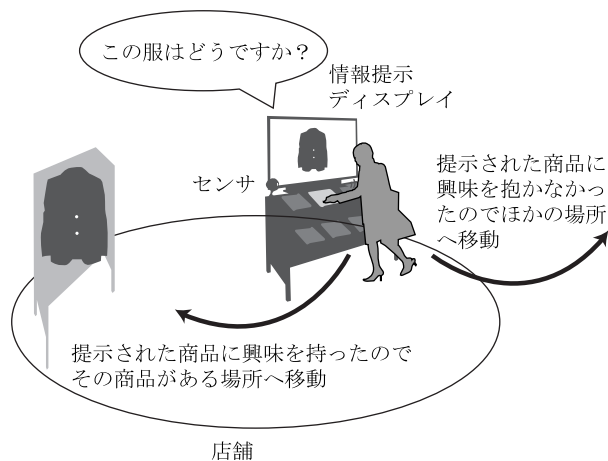 この服はどうですか？
情報提示
ディスプレイ
センサ
提示された商品に
興味を抱かなかっ
たのでほかの場所
へ移動
提示された商品に興味を持ったので
その商品がある場所へ移動
店舗